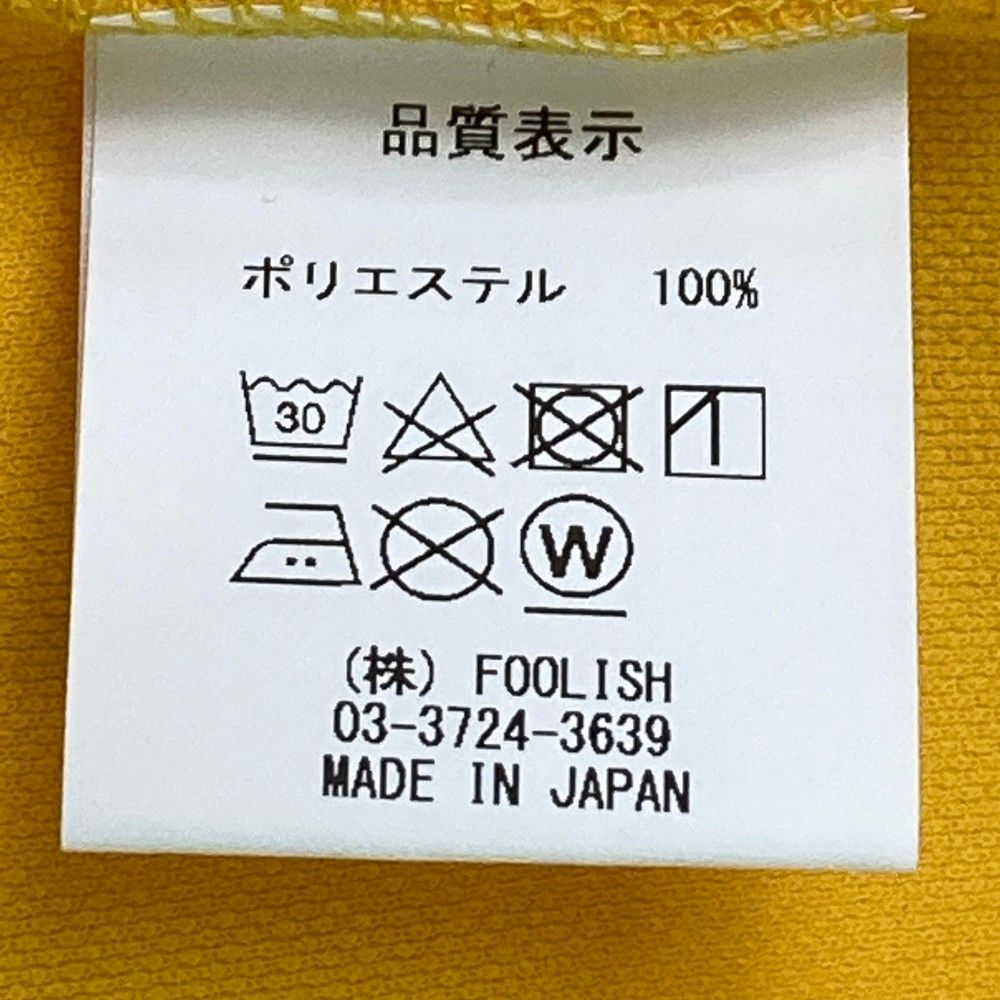 品質表示
ポリエステル 100%
30
W
(株) FOOLISH
03-3724-3639
MADE IN JAPAN